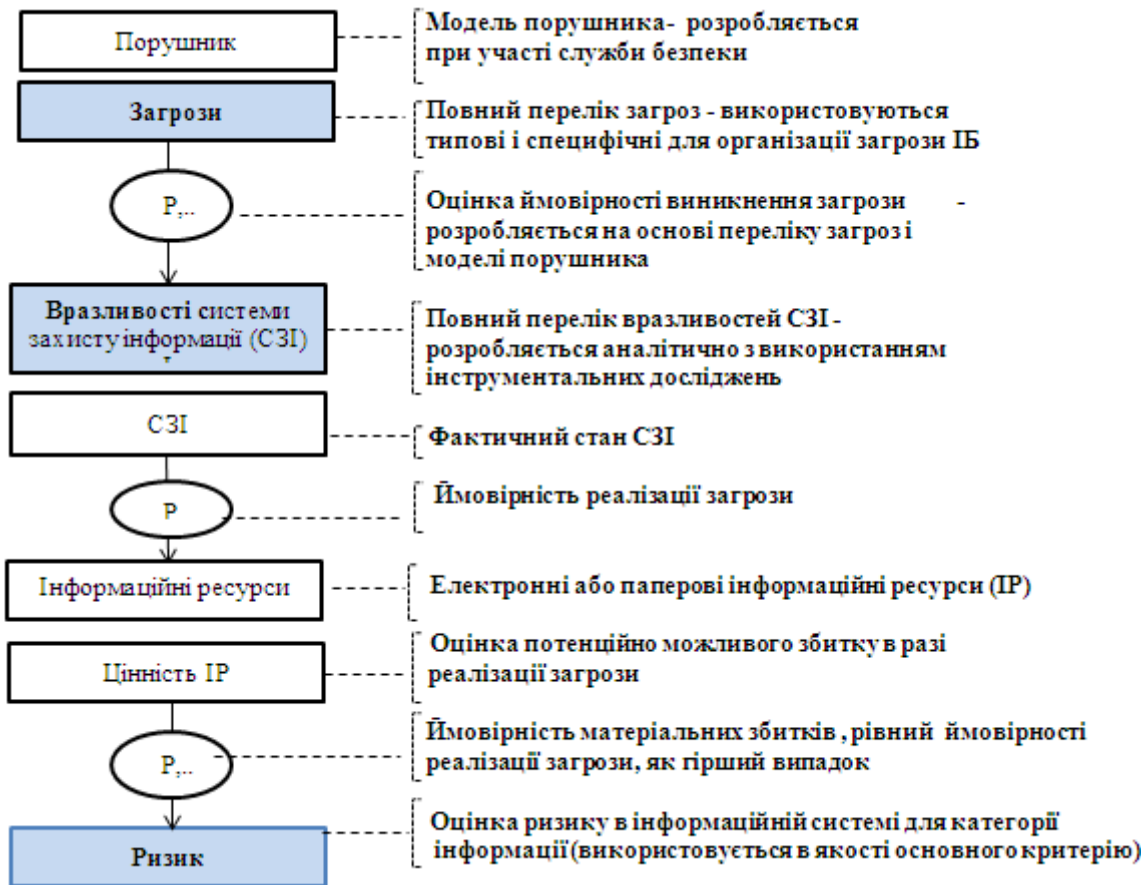 Порушник
Модель порушника- розробляється
при участі служби безпеки
Загрози
Повний перелік загроз - використовуються
типові і специфічні для організації загрози ІБ
Р,..
Оцінка ймовірності виникнення загрози -
розробляється на основі переліку загроз і
моделі порушника
Вразливості системи
захисту інформації (СЗІ)
Повний перелік вразливостей СЗІ -
розробляється аналітично з використанням
інструментальних досліджень
СЗІ
Фактичний стан СЗІ
Р
Ймовірність реалізації загрози
Інформаційні ресурси
Електронні або паперові інформаційні ресурси (ІР)
Цінність ІР
Оцінка потенційно можливого збитку в разі
реалізації загрози
Р,..
Ймовірність матеріальних збитків , рівний ймовірності
реалізації загрози, як гірший випадок
Ризик
Оцінка ризику в інформаційній системі для категорії
інформації (використовується в якості основного критерію)